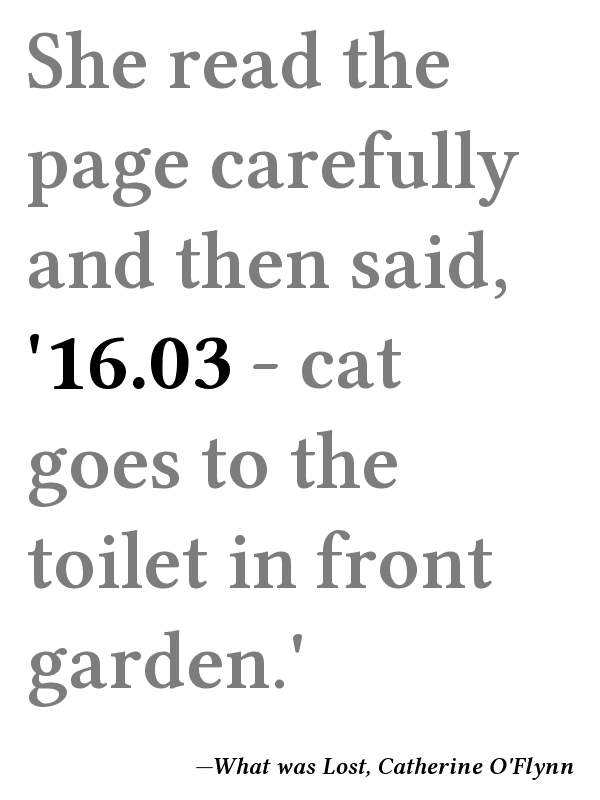 She read the
page carefully
and then said,
'16.03 – cat
goes to the
toilet in front
garden.'
—What was Lost, Catherine O'Flynn